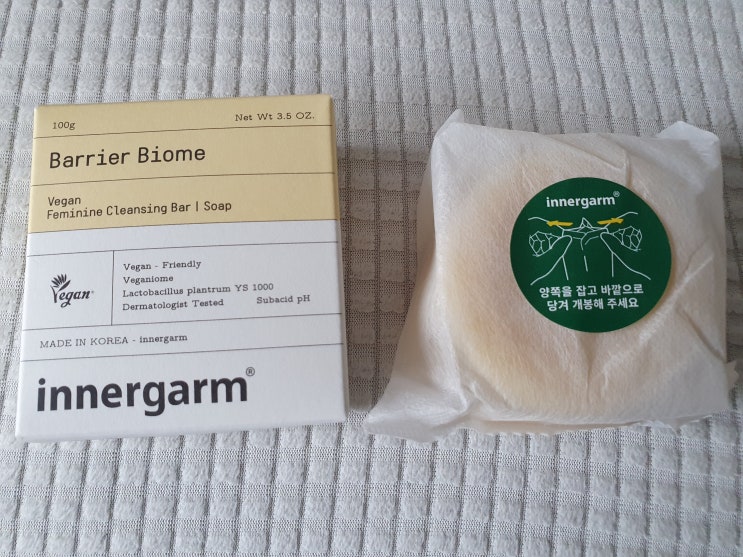 100g
Net Wt 3.5 OZ.
Barrier Biome
Vegan
Feminine Cleansing Bar | Soap
Vegan
Vegan - Friendly
Veganiome
Lactobacillus plantrum YS 1000
Dermatologist Tested Subacid pH
MADE IN KOREA - innergarm
innergarm®
innergarm®
양쪽을 잡고 바깥으로
당겨 개봉해 주세요